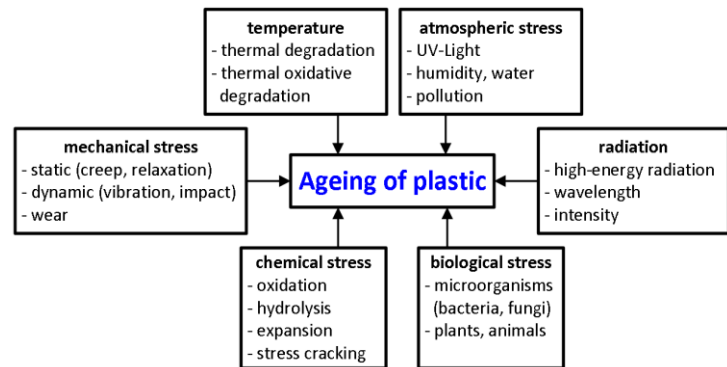 temperature
- thermal degradation
- thermal oxidative
degradation
atmospheric stress
- UV-Light
- humidity, water
- pollution
mechanical stress
- static (creep, relaxation)
- dynamic (vibration, impact)
- wear
Ageing of plastic
radiation
- high-energy radiation
- wavelength
- intensity
chemical stress
- oxidation
- hydrolysis
- expansion
- stress cracking
biological stress
- microorganisms
(bacteria, fungi)
- plants, animals